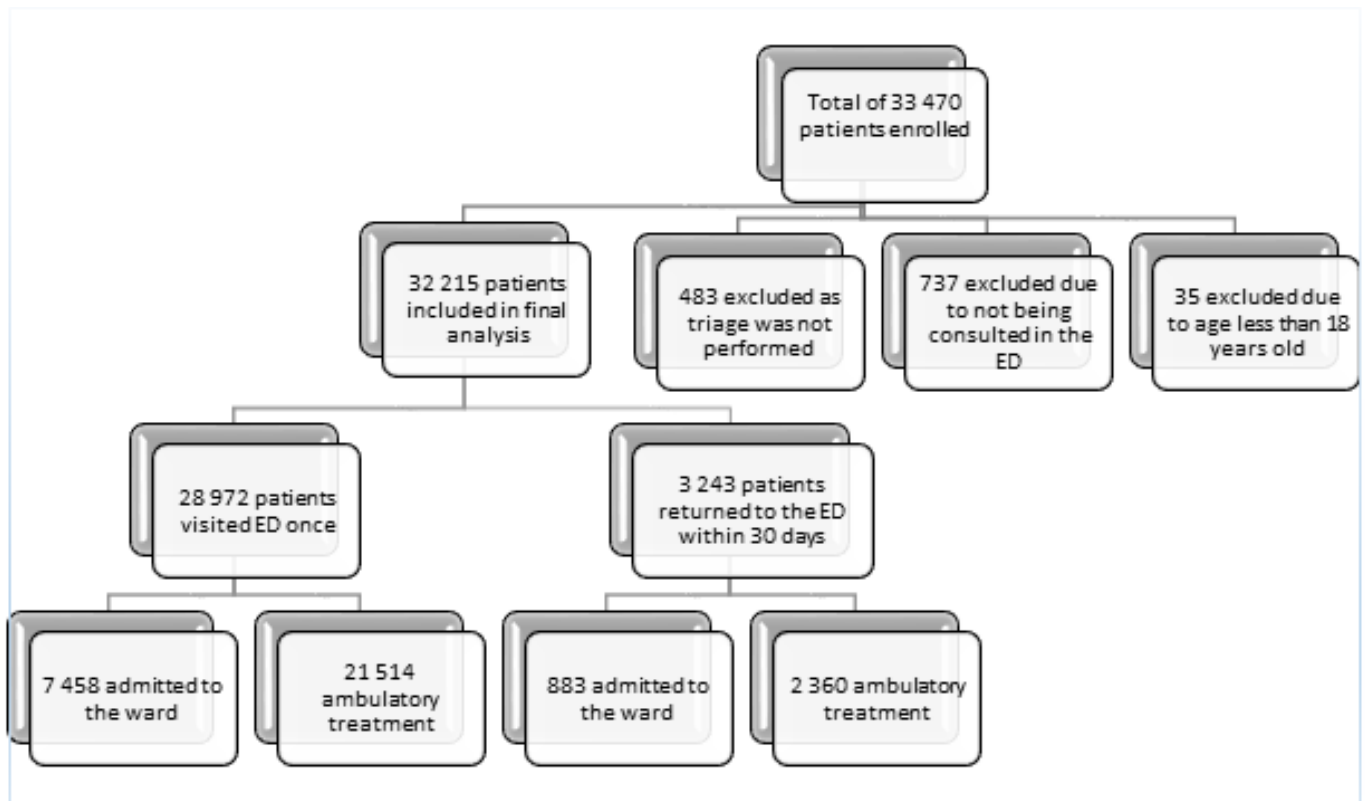 Total of 33 470
patients enrolled
32 215 patients
included in final
analysis
483 excluded as
triage was not
performed
737 excluded due
to not being
consulted in the
ED
35 excluded due
to age less than 18
years old
28 972 patients
visited ED once
3 243 patients
returned to the ED
within 30 days
7 458 admitted to
the ward
21 514
ambulatory
treatment
883 admitted to
the ward
2 360 ambulatory
treatment